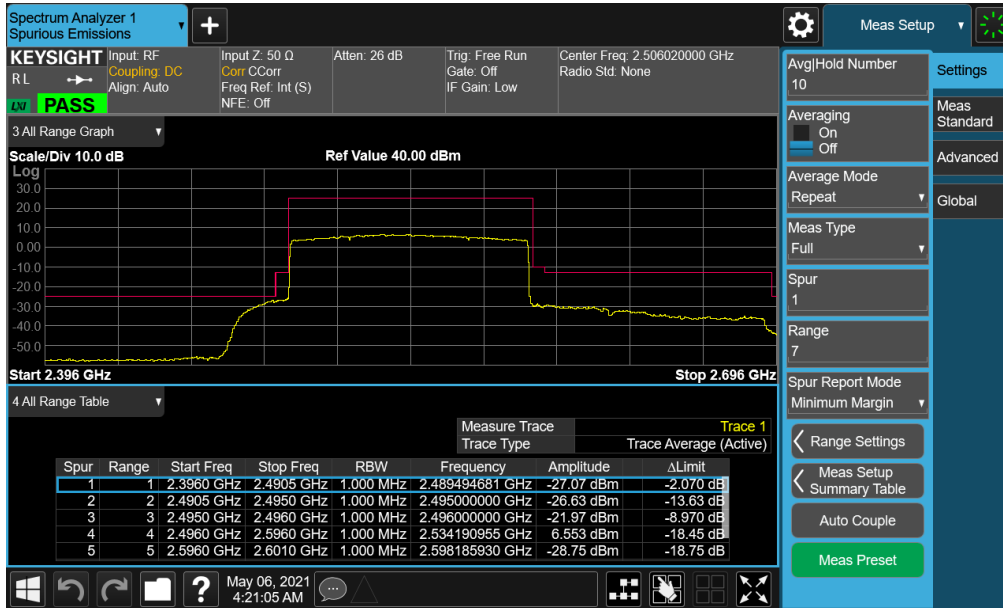 Spectrum Analyzer 1
Spurious Emissions
Meas Setup
KEYSIGHT
R L
LXI
PASS
Input: RF
Coupling: DC
Align: Auto
Input Z: 50 Ω
Corr CCorr
Freq Ref: Int (S)
NFE: Off
Atten: 26 dB
Trig: Free Run
Gate: Off
IF Gain: Low
Center Freq: 2.506020000 GHz
Radio Std: None
3 All Range Graph
Scale/Div 10.0 dB
Ref Value 40.00 dBm
Log
30.0
20.0
10.0
0.00
-10.0
-20.0
-30.0
-40.0
-50.0
Start 2.396 GHz
Stop 2.696 GHz
4 All Range Table
Measure Trace Trace 1
Trace Type Trace Average (Active)
Spur Range Start Freq Stop Freq RBW Frequency Amplitude ΔLimit
1 1 2.3960 GHz 2.4905 GHz 1.000 MHz 2.489494681 GHz -27.07 dBm -2.070 dB
2 2 2.4905 GHz 2.4950 GHz 1.000 MHz 2.495000000 GHz -26.63 dBm -13.63 dB
3 3 2.4950 GHz 2.4960 GHz 1.000 MHz 2.496000000 GHz -21.97 dBm -8.970 dB
4 4 2.4960 GHz 2.5960 GHz 1.000 MHz 2.534190955 GHz 6.553 dBm -18.45 dB
5 5 2.5960 GHz 2.6010 GHz 1.000 MHz 2.598185930 GHz -28.75 dBm -18.75 dB
May 06, 2021
4:21:05 AM
Avg|Hold Number
10
Averaging
On
Off
Average Mode
Repeat
Meas Type
Full
Spur
1
Range
7
Spur Report Mode
Minimum Margin
Range Settings
Meas Setup
Summary Table
Auto Couple
Meas Preset
Settings
Meas
Standard
Advanced
Global